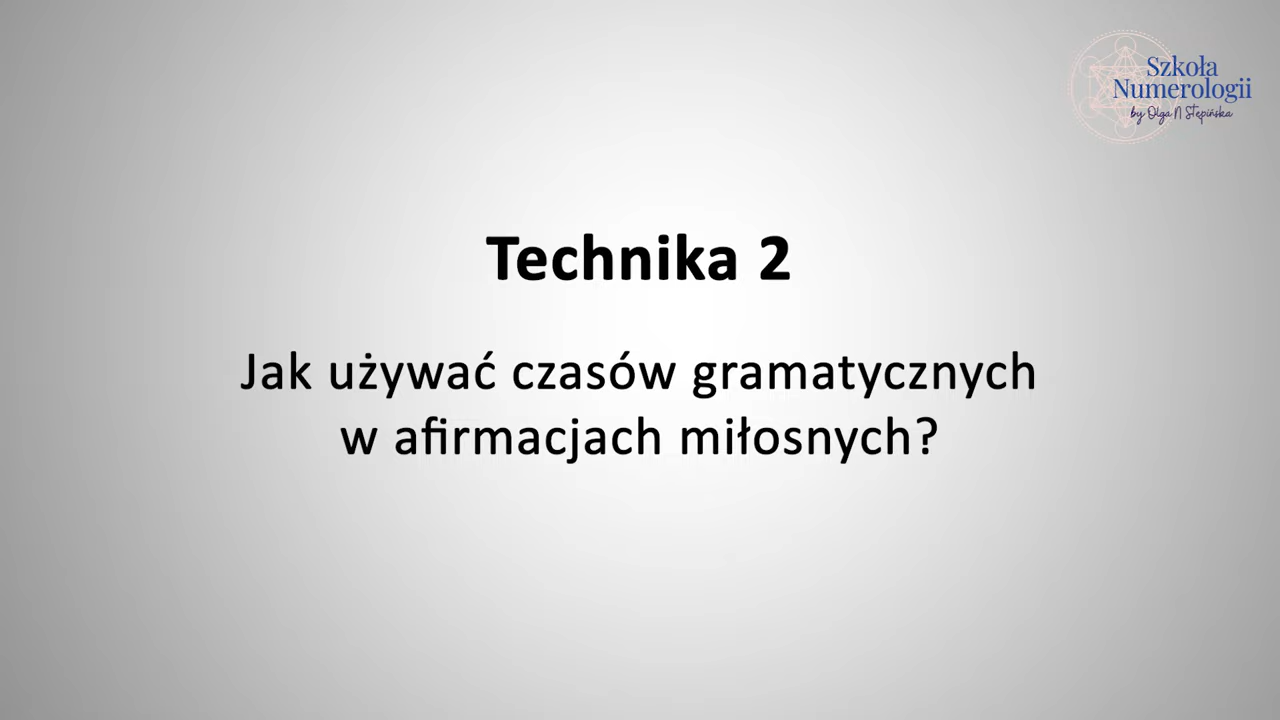 Szkoła
Numerologii
by Olga N Stępińska
Technika 2
Jak używać czasów gramatycznych
w afirmacjach miłosnych?